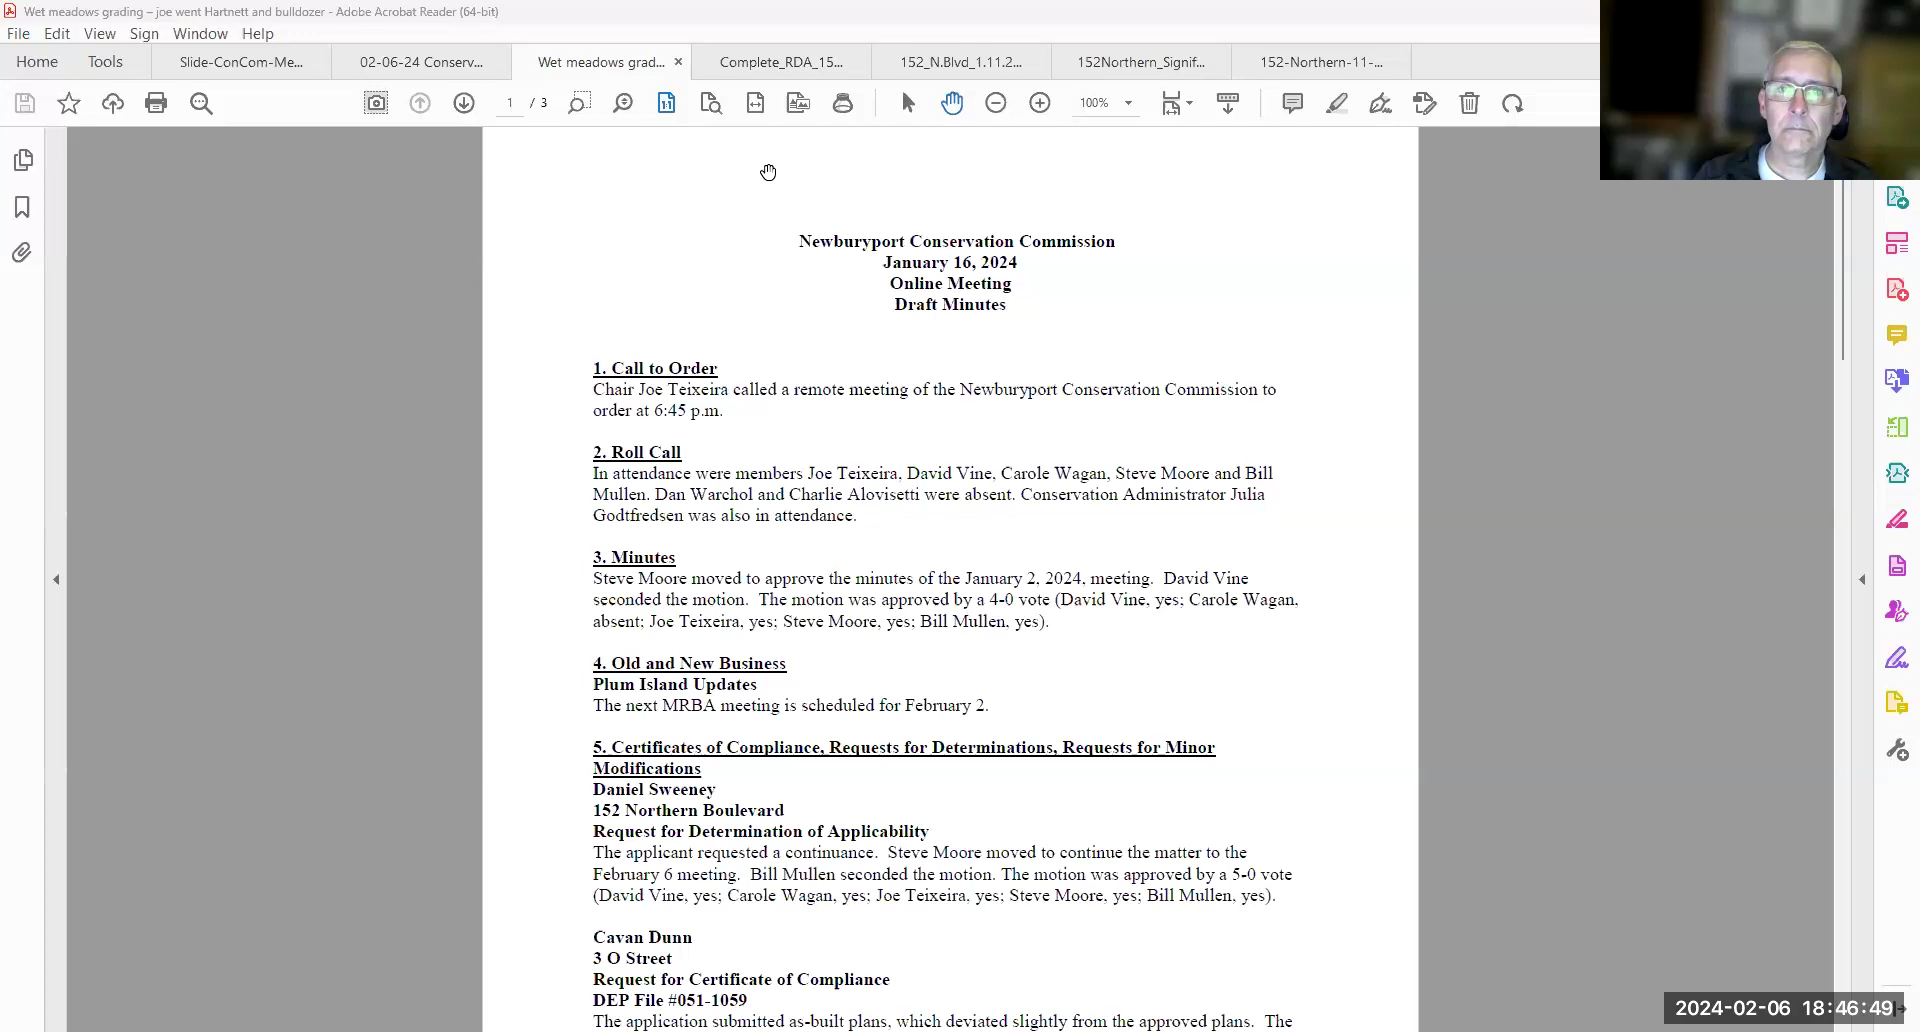 Wet meadows grading – joe went Hartnett and bulldozer - Adobe Acrobat Reader (64-bit)
File Edit View Sign Window Help
Home Tools Slide-ConCom-Me... 02-06-24 Conserv... Wet meadows grad... × Complete_RDA_15... 152_N.Blvd_1.11.2... 152Northern_Signif... 152-Northern-11-...
1 / 3 100%
Newburyport Conservation Commission
January 16, 2024
Online Meeting
Draft Minutes
1. Call to Order
Chair Joe Teixeira called a remote meeting of the Newburyport Conservation Commission to
order at 6:45 p.m.
2. Roll Call
In attendance were members Joe Teixeira, David Vine, Carole Wagan, Steve Moore and Bill
Mullen. Dan Warchol and Charlie Alovisetti were absent. Conservation Administrator Julia
Godtfredsen was also in attendance.
3. Minutes
Steve Moore moved to approve the minutes of the January 2, 2024, meeting.  David Vine
seconded the motion.  The motion was approved by a 4-0 vote (David Vine, yes; Carole Wagan,
absent; Joe Teixeira, yes; Steve Moore, yes; Bill Mullen, yes).
4. Old and New Business
Plum Island Updates
The next MRBA meeting is scheduled for February 2.
5. Certificates of Compliance, Requests for Determinations, Requests for Minor
Modifications
Daniel Sweeney
152 Northern Boulevard
Request for Determination of Applicability
The applicant requested a continuance.  Steve Moore moved to continue the matter to the
February 6 meeting.  Bill Mullen seconded the motion. The motion was approved by a 5-0 vote
(David Vine, yes; Carole Wagan, yes; Joe Teixeira, yes; Steve Moore, yes; Bill Mullen, yes).
Cavan Dunn
3 O Street
Request for Certificate of Compliance
DEP File #051-1059
The application submitted as-built plans, which deviated slightly from the approved plans.  The
2024-02-06 18:46:49